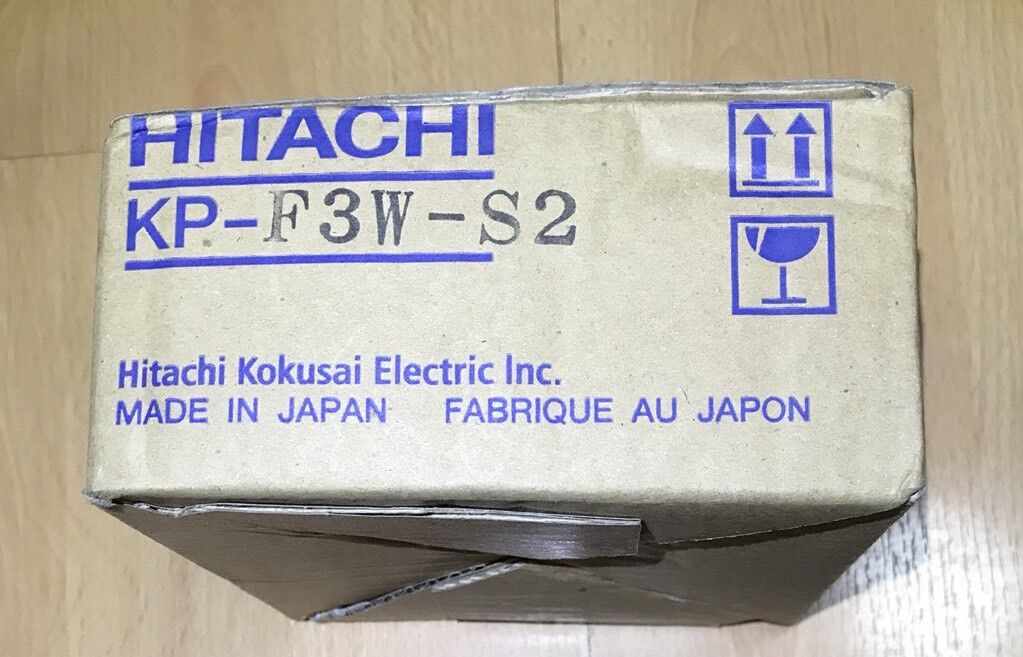 HITACHI
KP-F3W-S2
Hitachi Kokusai Electric Inc.
MADE IN JAPAN FABRIQUE AU JAPON